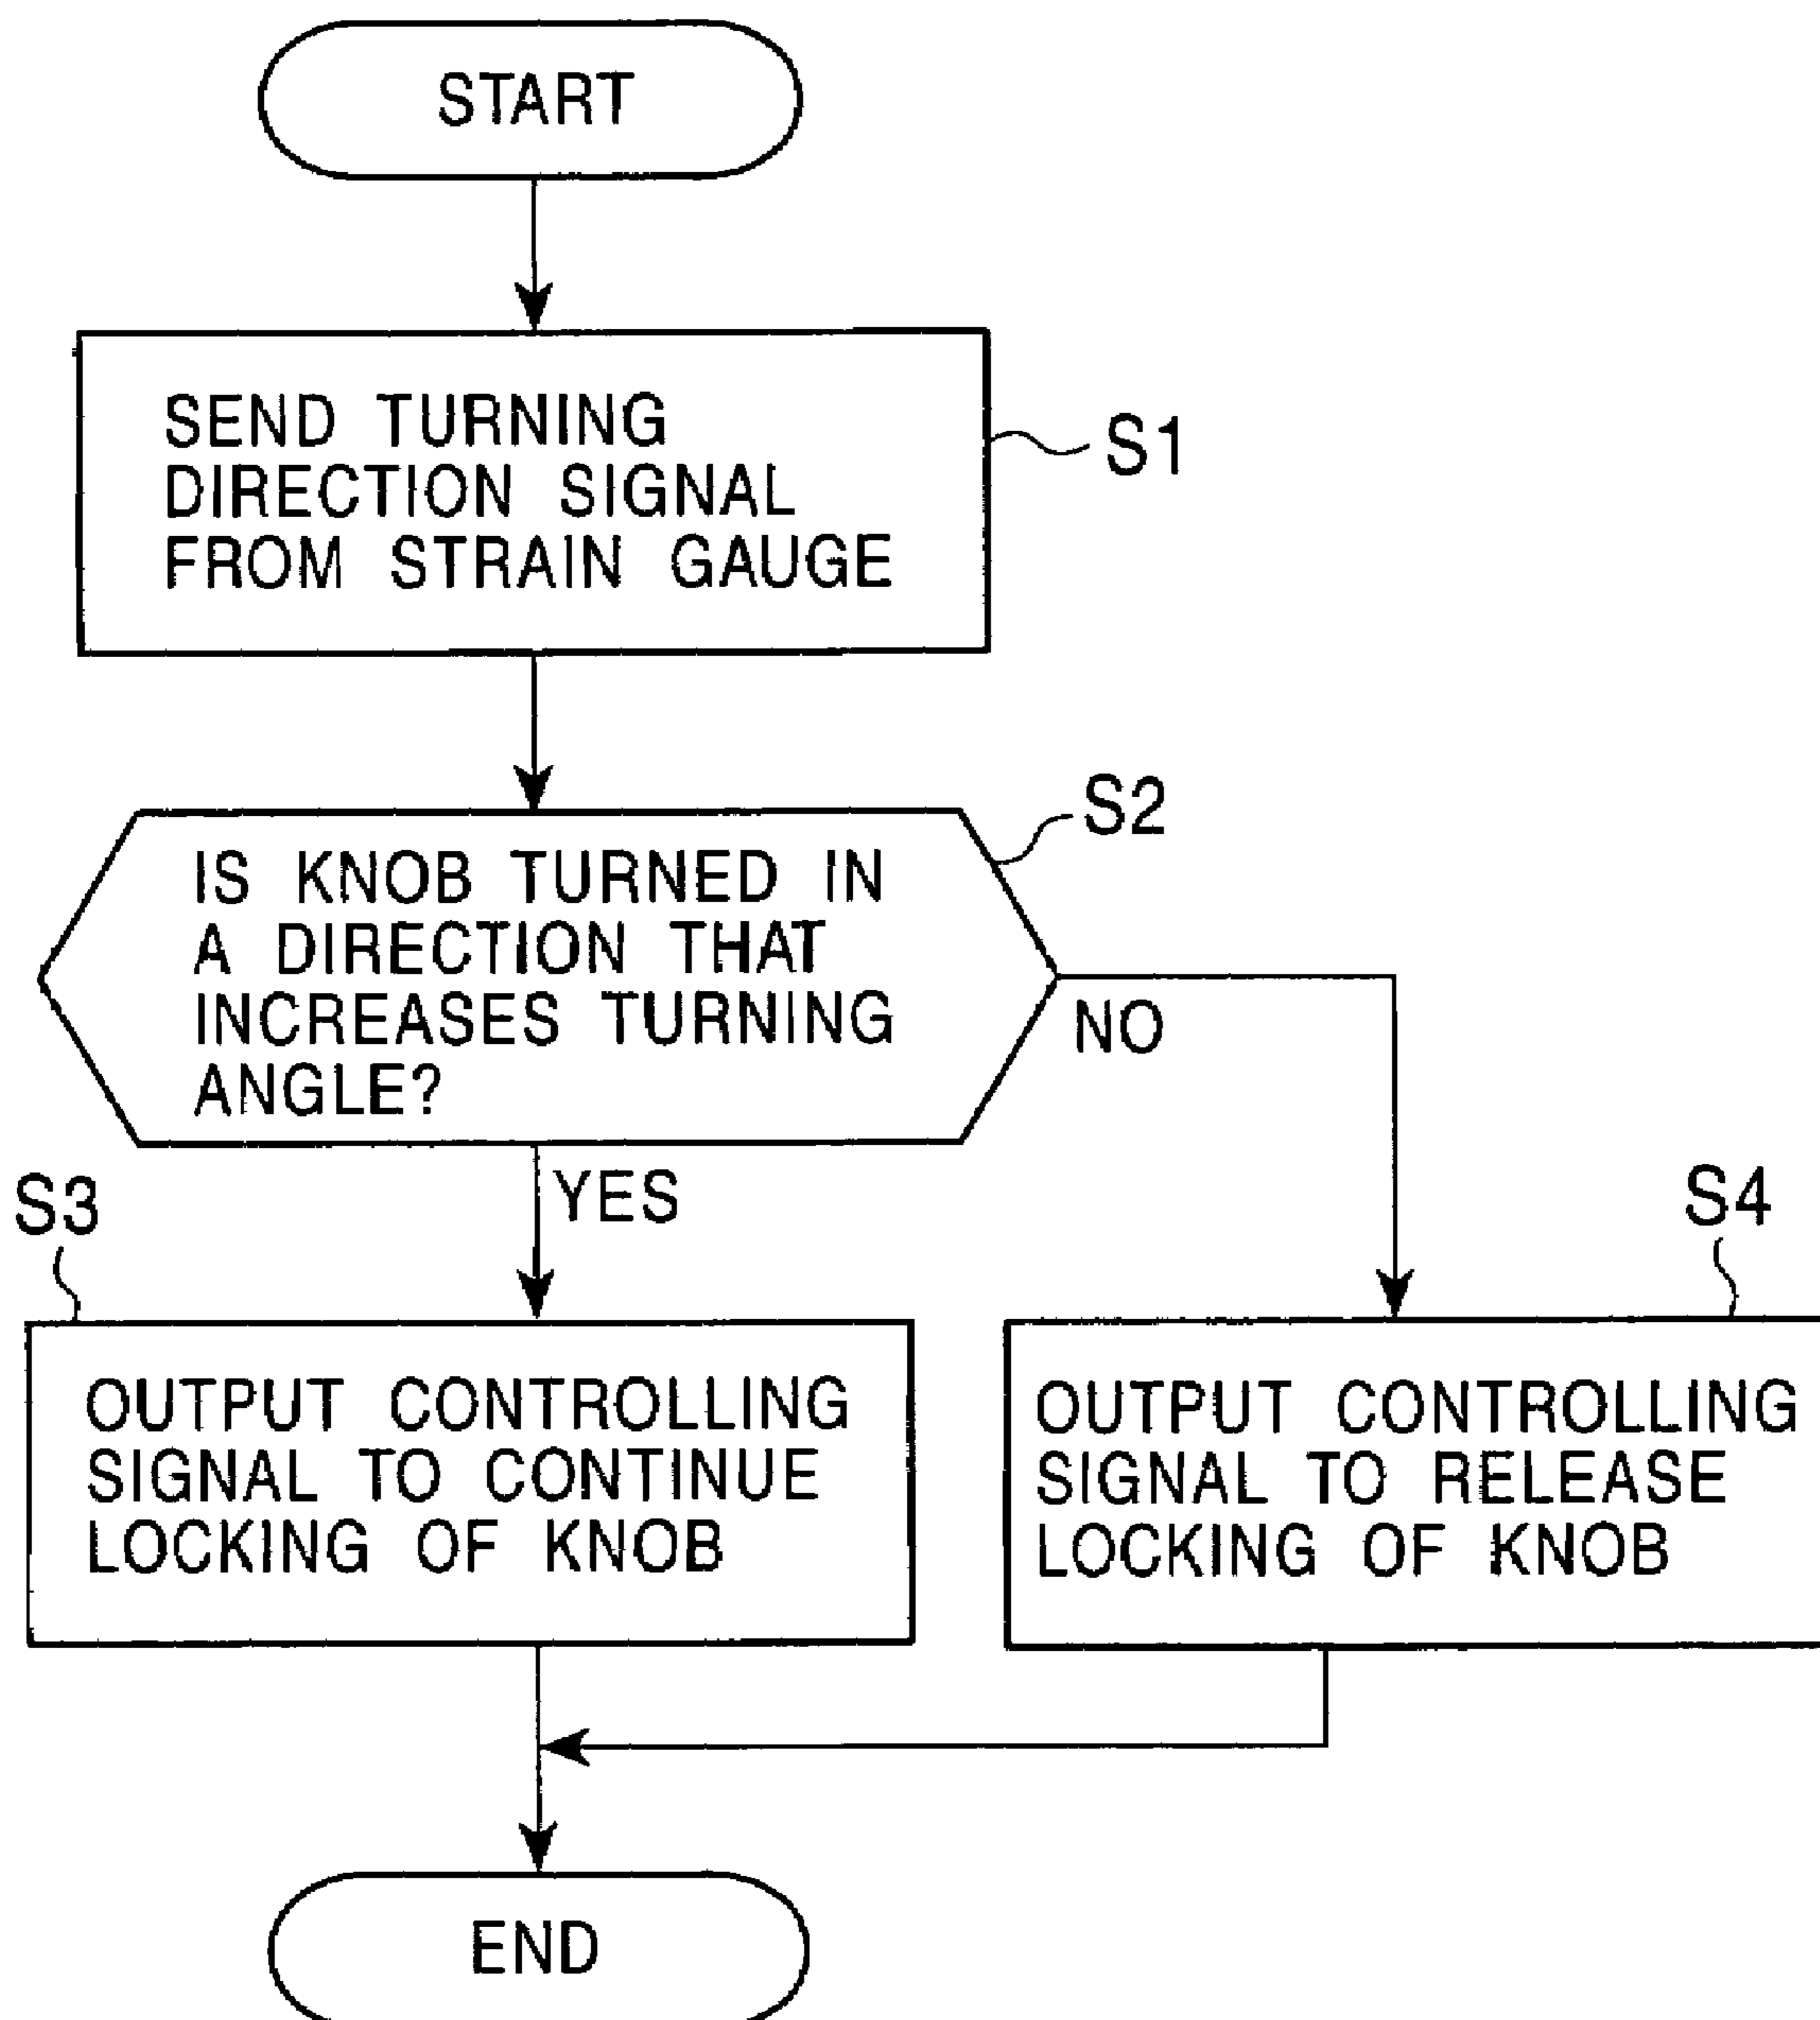 START
SEND TURNING
DIRECTION SIGNAL
FROM STRAIN GAUGE
S1
S2
IS KNOB TURNED IN
A DIRECTION THAT
INCREASES TURNING
ANGLE?
NO
YES
S3
S4
OUTPUT CONTROLLING
SIGNAL TO CONTINUE
LOCKING OF KNOB
OUTPUT CONTROLLING
SIGNAL TO RELEASE
LOCKING OF KNOB
END